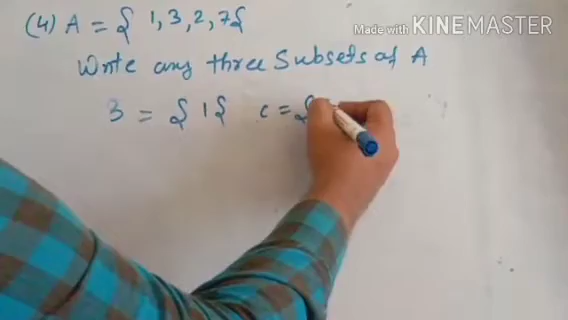 Made with KINEMASTER
(4) A = { 1, 3, 2, 7{
Write any three Subsets of A
3 = { 1{ c = {